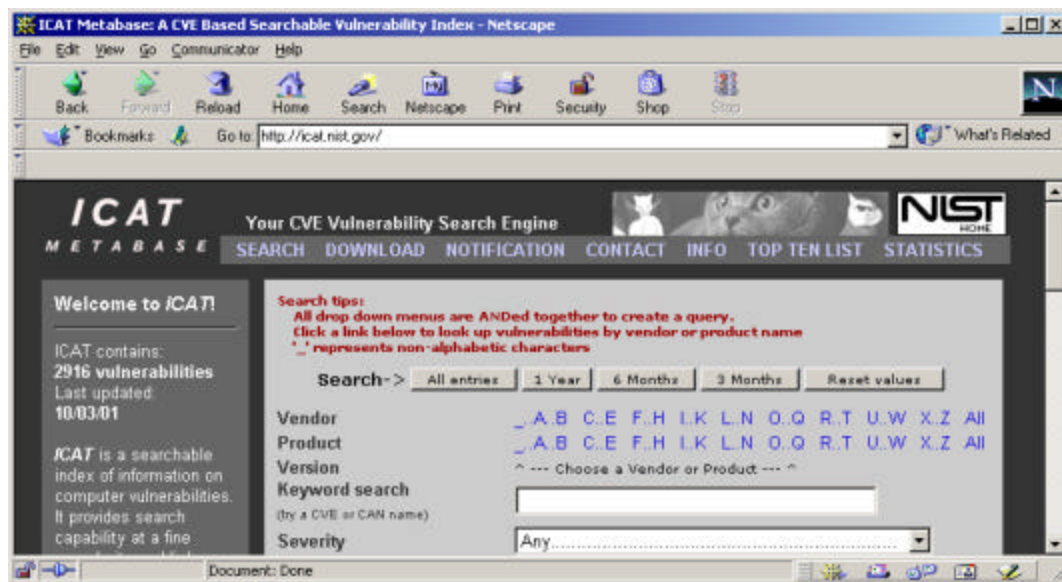 ICAT Metabase: A CVE Based Searchable Vulnerability Index - Netscape
File Edit View Go Communicator Help
Back Forward Reload Home Search Netscape Print Security Shop Stop
Bookmarks Go to: http://icat.nist.gov/ What's Related
ICAT
METABASE
Your CVE Vulnerability Search Engine
NIST
HOME
SEARCH DOWNLOAD NOTIFICATION CONTACT INFO TOP TEN LIST STATISTICS
Welcome to ICAT!
ICAT contains:
2916 vulnerabilities
Last updated:
10/03/01
ICAT is a searchable
index of information on
computer vulnerabilities.
It provides search
capability at a fine
Search tips:
All drop down menus are ANDed together to create a query.
Click a link below to look up vulnerabilities by vendor or product name
'_' represents non-alphabetic characters
Search-> All entries 1 Year 6 Months 3 Months Reset values
Vendor _..A..B C..E F..H I..K L..N O..Q R..T U..W X..Z All
Product _..A..B C..E F..H I..K L..N O..Q R..T U..W X..Z All
Version ^ --- Choose a Vendor or Product --- ^
Keyword search
(try a CVE or CAN name)
Severity Any
Document: Done